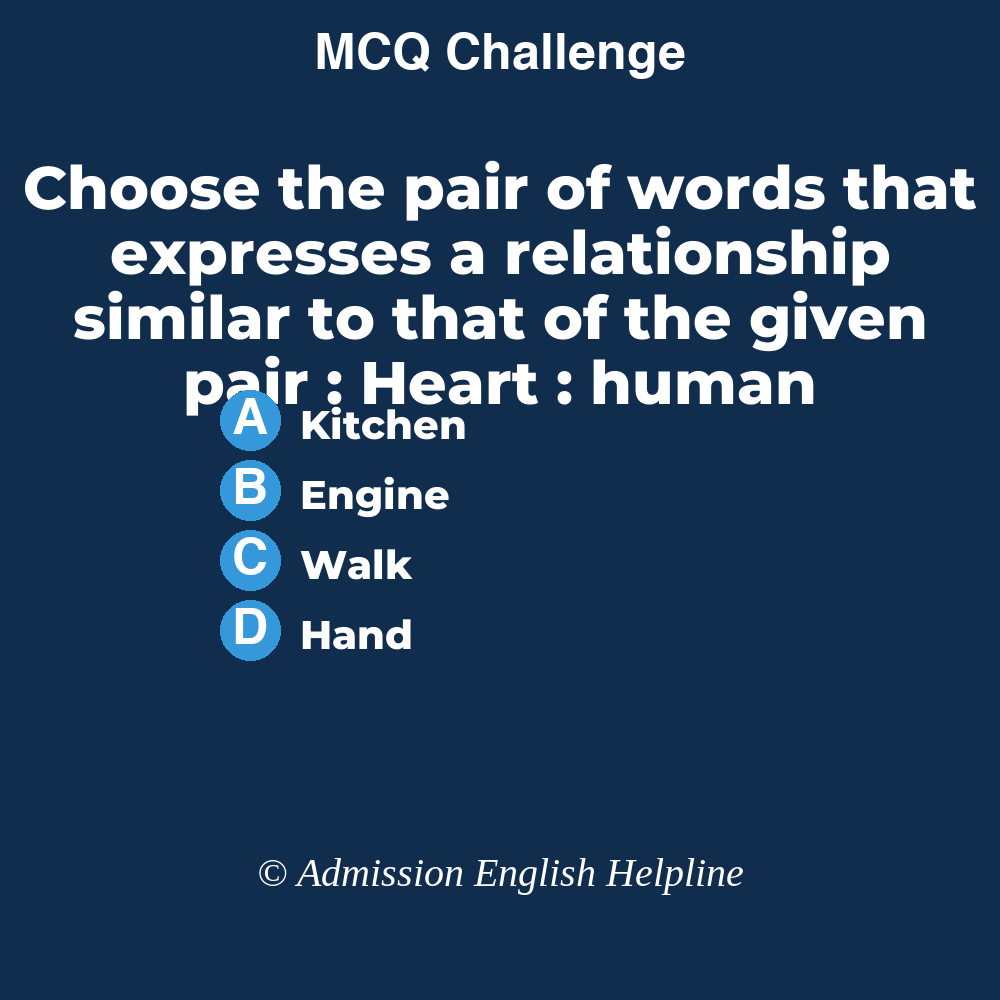 MCQ Challenge
Choose the pair of words that
expresses a relationship
similar to that of the given
pair : Heart : human
A Kitchen
B Engine
C Walk
D Hand
© Admission English Helpline